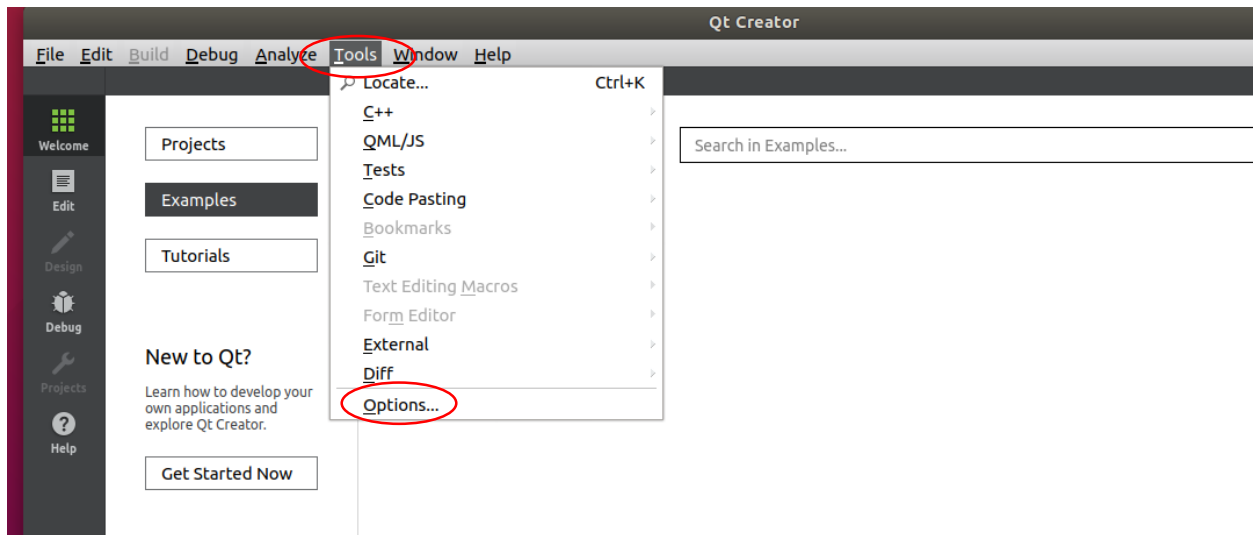 Qt Creator
File Edit Build Debug Analyze Tools Window Help
Locate... Ctrl+K
C++
QML/JS
Tests
Code Pasting
Bookmarks
Git
Text Editing Macros
Form Editor
External
Diff
Options...
Welcome
Edit
Design
Debug
Projects
Help
Projects
Examples
Tutorials
New to Qt?
Learn how to develop your
own applications and
explore Qt Creator.
Get Started Now
Search in Examples...